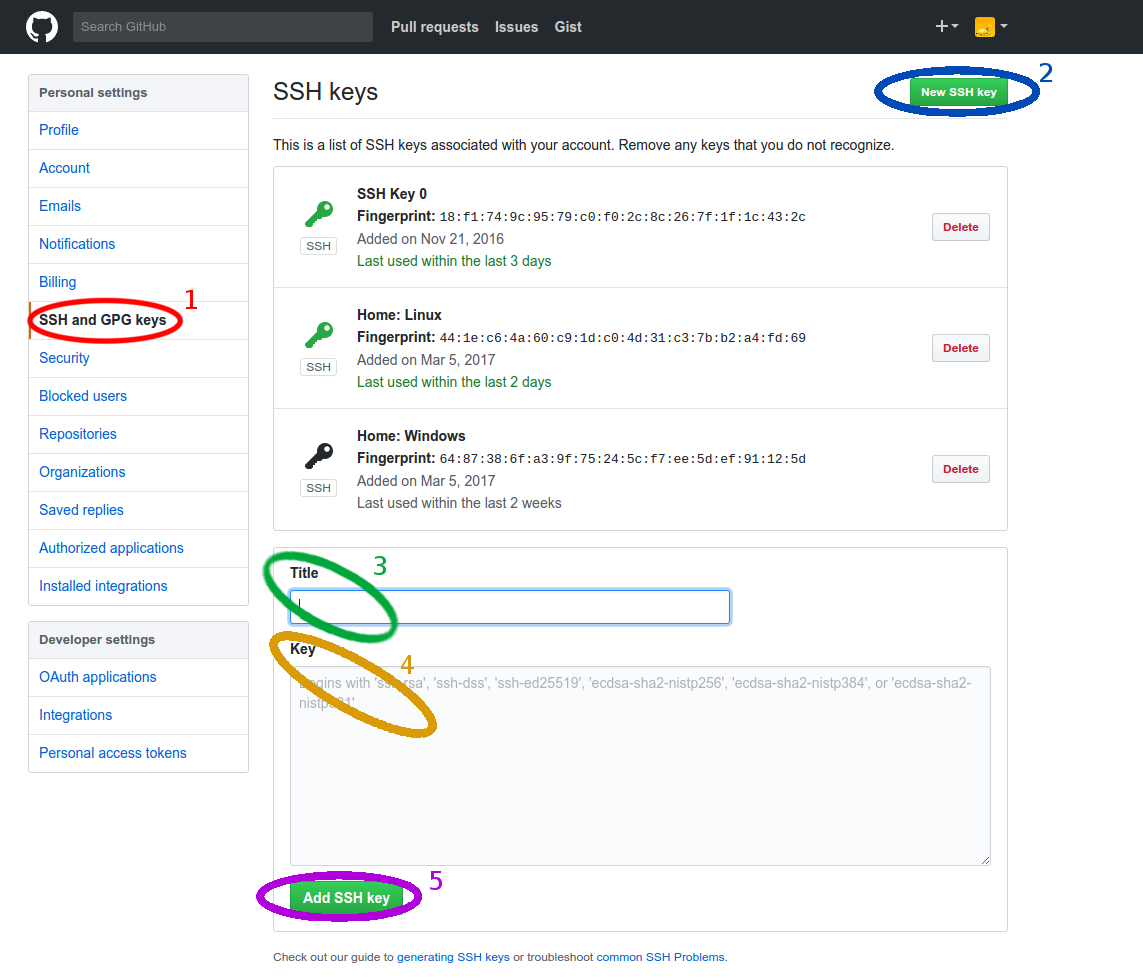 Search GitHub
Pull requests Issues Gist
Personal settings
Profile
Account
Emails
Notifications
Billing
SSH and GPG keys
1
Security
Blocked users
Repositories
Organizations
Saved replies
Authorized applications
Installed integrations
Developer settings
OAuth applications
Integrations
Personal access tokens
SSH keys
New SSH key
2
This is a list of SSH keys associated with your account. Remove any keys that you do not recognize.
SSH Key 0
Fingerprint: 18:f1:74:9c:95:79:c0:f0:2c:8c:26:7f:1f:1c:43:2c
SSH
Added on Nov 21, 2016
Last used within the last 3 days
Delete
Home: Linux
Fingerprint: 44:1e:c6:4a:60:c9:1d:c0:4d:31:c3:7b:b2:a4:fd:69
SSH
Added on Mar 5, 2017
Last used within the last 2 days
Delete
Home: Windows
Fingerprint: 64:87:38:6f:a3:9f:75:24:5c:f7:ee:5d:ef:91:12:5d
SSH
Added on Mar 5, 2017
Last used within the last 2 weeks
Delete
Title
3
Key
4
Begins with 'ssh-rsa', 'ssh-dss', 'ssh-ed25519', 'ecdsa-sha2-nistp256', 'ecdsa-sha2-nistp384', or 'ecdsa-sha2-
nistp521'
Add SSH key
5
Check out our guide to generating SSH keys or troubleshoot common SSH Problems.